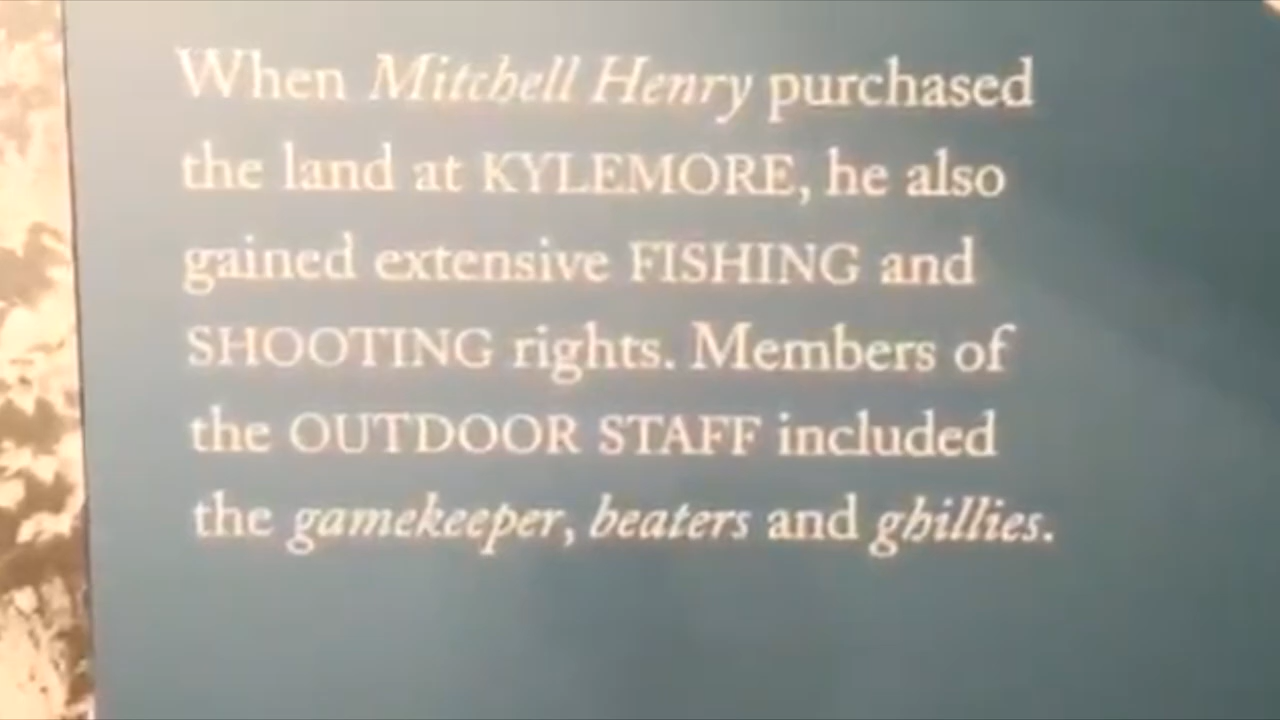 When Mitchell Henry purchased
the land at KYLEMORE, he also
gained extensive FISHING and
SHOOTING rights. Members of
the OUTDOOR STAFF included
the gamekeeper, beaters and ghillies.